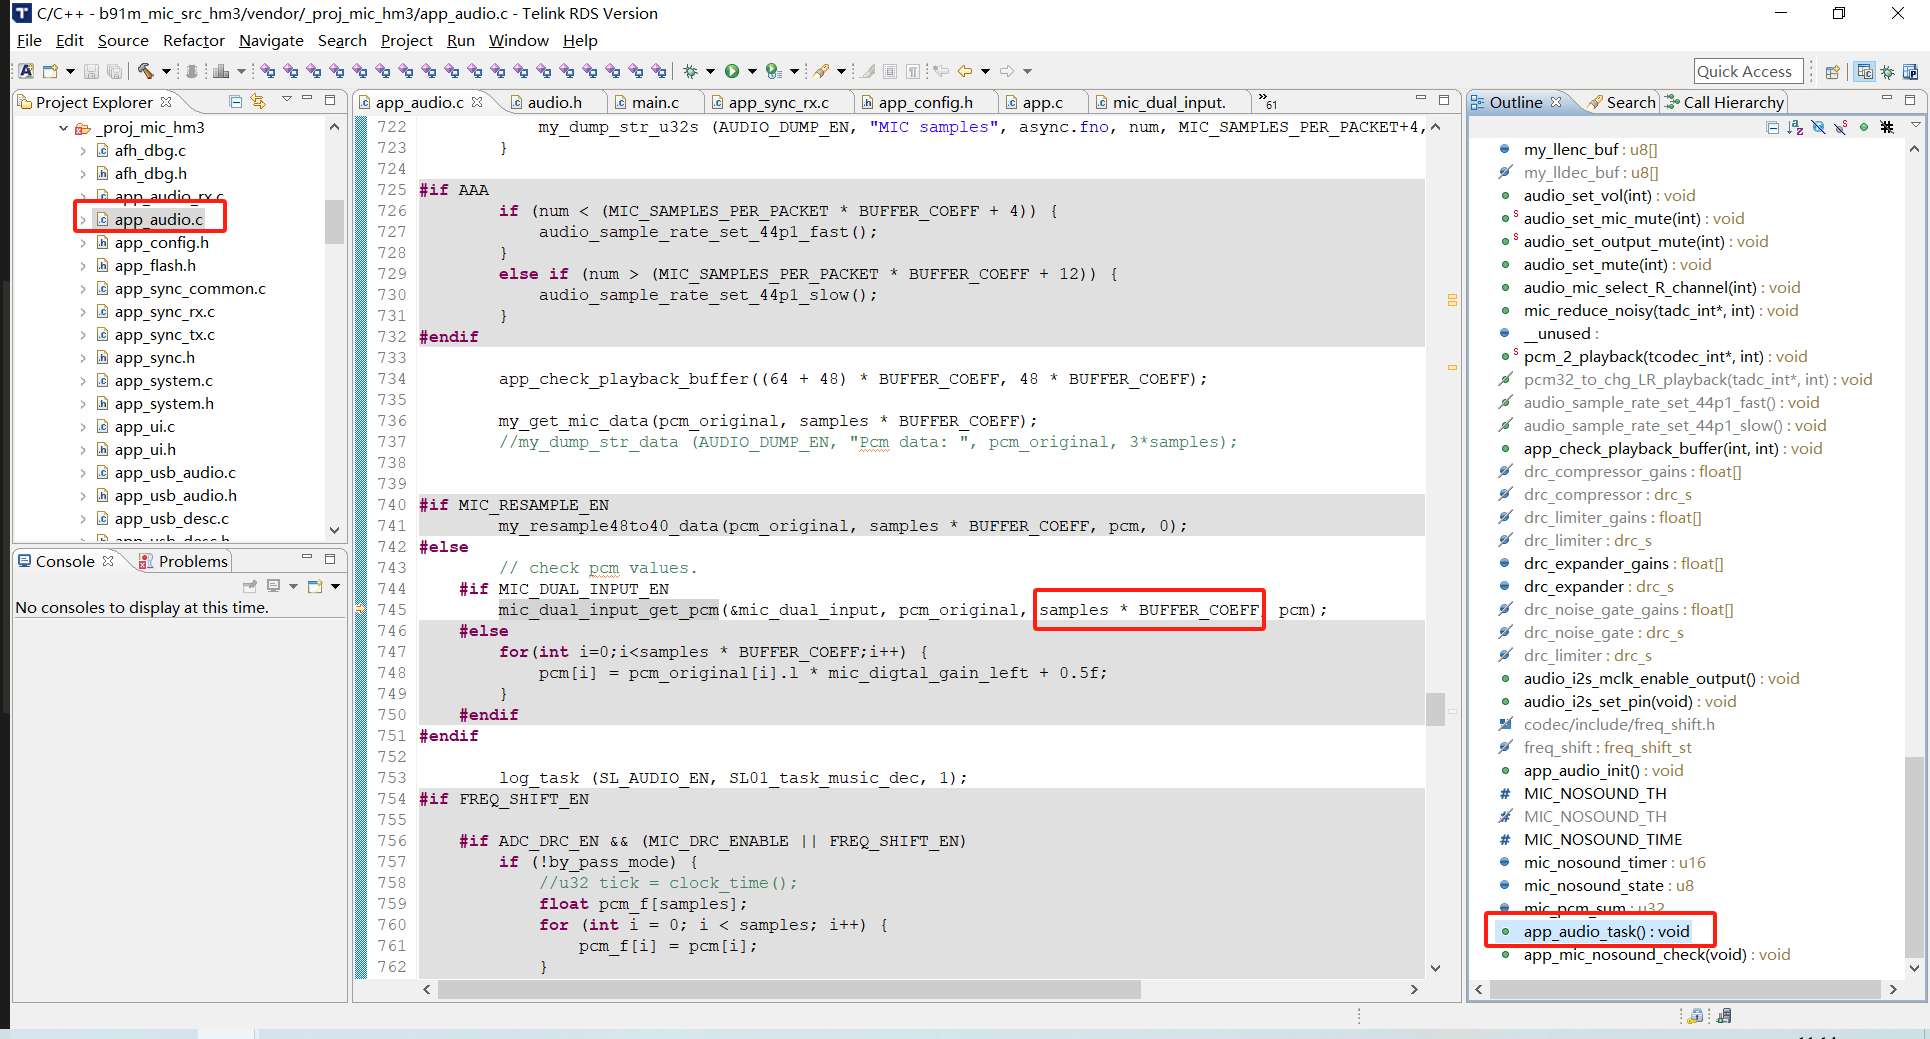 C/C++ - b91m_mic_src_hm3/vendor/_proj_mic_hm3/app_audio.c - Telink RDS Version
File Edit Source Refactor Navigate Search Project Run Window Help
Quick Access
Project Explorer
_proj_mic_hm3
afh_dbg.c
afh_dbg.h
app_audio_rx.c
app_audio.c
app_config.h
app_flash.h
app_sync_common.c
app_sync_rx.c
app_sync_tx.c
app_sync.h
app_system.c
app_system.h
app_ui.c
app_ui.h
app_usb_audio.c
app_usb_audio.h
app_usb_desc.c
app_usb_desc.h
Console Problems
No consoles to display at this time.
app_audio.c audio.h main.c app_sync_rx.c app_config.h app.c mic_dual_input. »61
722 my_dump_str_u32s (AUDIO_DUMP_EN, "MIC samples", async.fno, num, MIC_SAMPLES_PER_PACKET+4,
723 }
724
725 #if AAA
726 if (num < (MIC_SAMPLES_PER_PACKET * BUFFER_COEFF + 4)) {
727 audio_sample_rate_set_44p1_fast();
728 }
729 else if (num > (MIC_SAMPLES_PER_PACKET * BUFFER_COEFF + 12)) {
730 audio_sample_rate_set_44p1_slow();
731 }
732 #endif
733
734 app_check_playback_buffer((64 + 48) * BUFFER_COEFF, 48 * BUFFER_COEFF);
735
736 my_get_mic_data(pcm_original, samples * BUFFER_COEFF);
737 //my_dump_str_data (AUDIO_DUMP_EN, "Pcm data: ", pcm_original, 3*samples);
738
739
740 #if MIC_RESAMPLE_EN
741 my_resample48to40_data(pcm_original, samples * BUFFER_COEFF, pcm, 0);
742 #else
743 // check pcm values.
744 #if MIC_DUAL_INPUT_EN
745 mic_dual_input_get_pcm(&mic_dual_input, pcm_original, samples * BUFFER_COEFF, pcm);
746 #else
747 for(int i=0;i<samples * BUFFER_COEFF;i++) {
748 pcm[i] = pcm_original[i].l * mic_digtal_gain_left + 0.5f;
749 }
750 #endif
751 #endif
752
753 log_task (SL_AUDIO_EN, SL01_task_music_dec, 1);
754 #if FREQ_SHIFT_EN
755
756 #if ADC_DRC_EN && (MIC_DRC_ENABLE || FREQ_SHIFT_EN)
757 if (!by_pass_mode) {
758 //u32 tick = clock_time();
759 float pcm_f[samples];
760 for (int i = 0; i < samples; i++) {
761 pcm_f[i] = pcm[i];
762 }
Outline Search Call Hierarchy
my_llenc_buf : u8[]
my_lldec_buf : u8[]
audio_set_vol(int) : void
audio_set_mic_mute(int) : void
audio_set_output_mute(int) : void
audio_set_mute(int) : void
audio_mic_select_R_channel(int) : void
mic_reduce_noisy(tadc_int*, int) : void
__unused :
pcm_2_playback(tcodec_int*, int) : void
pcm32_to_chg_LR_playback(tadc_int*, int) : void
audio_sample_rate_set_44p1_fast() : void
audio_sample_rate_set_44p1_slow() : void
app_check_playback_buffer(int, int) : void
drc_compressor_gains : float[]
drc_compressor : drc_s
drc_limiter_gains : float[]
drc_limiter : drc_s
drc_expander_gains : float[]
drc_expander : drc_s
drc_noise_gate_gains : float[]
drc_noise_gate : drc_s
drc_limiter : drc_s
audio_i2s_mclk_enable_output() : void
audio_i2s_set_pin(void) : void
codec/include/freq_shift.h
freq_shift : freq_shift_st
app_audio_init() : void
MIC_NOSOUND_TH
MIC_NOSOUND_TH
MIC_NOSOUND_TIME
mic_nosound_timer : u16
mic_nosound_state : u8
mic_pcm_sum : u32
app_audio_task() : void
app_mic_nosound_check(void) : void